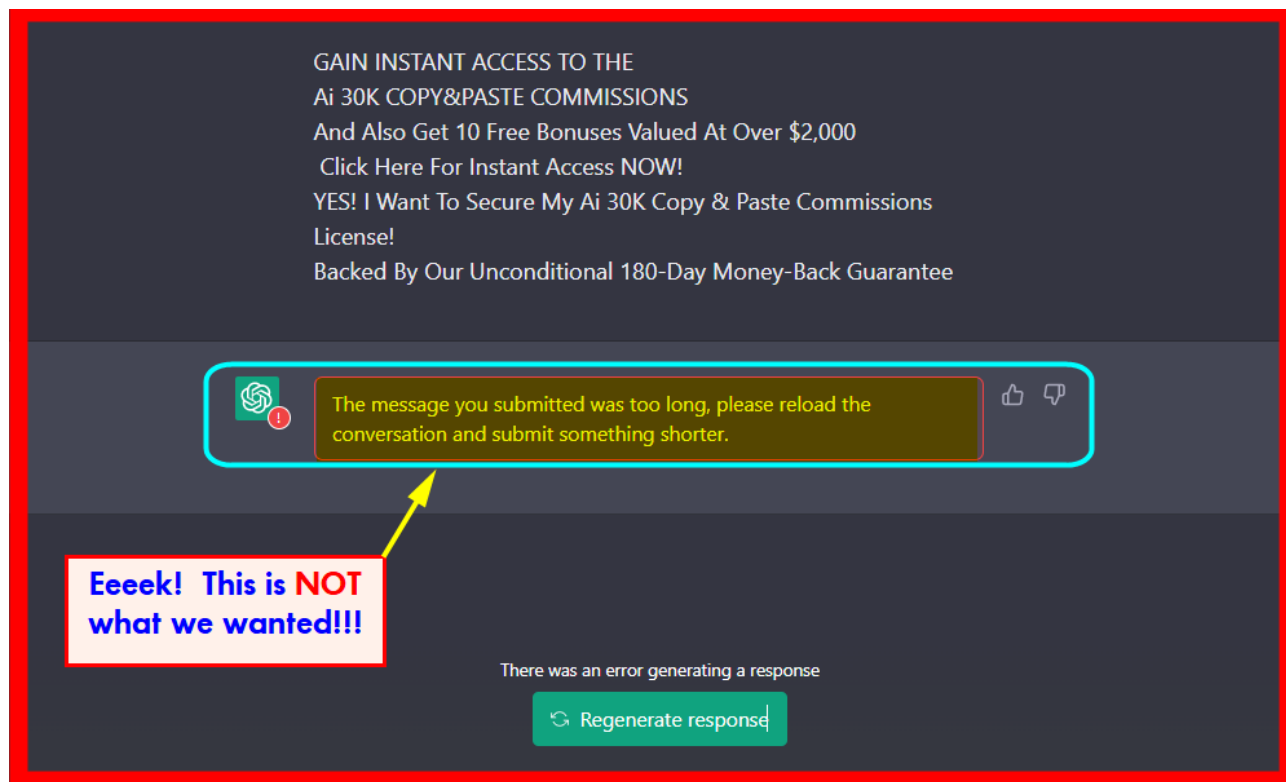 GAIN INSTANT ACCESS TO THE
Ai 30K COPY&PASTE COMMISSIONS
And Also Get 10 Free Bonuses Valued At Over $2,000
Click Here For Instant Access NOW!
YES! I Want To Secure My Ai 30K Copy & Paste Commissions
License!
Backed By Our Unconditional 180-Day Money-Back Guarantee
!
The message you submitted was too long, please reload the
conversation and submit something shorter.
Eeeek! This is NOT
what we wanted!!!
There was an error generating a response
Regenerate response